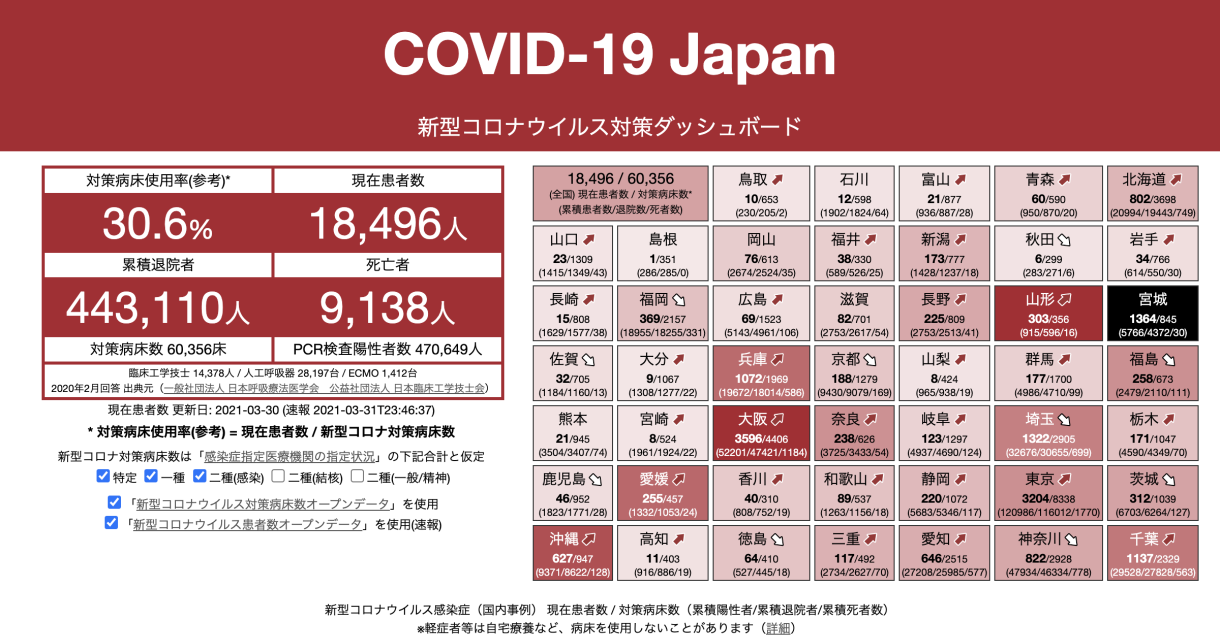 COVID-19 Japan
新型コロナウイルス対策ダッシュボード
対策病床使用率(参考)*
現在患者数
30.6%
18,496人
累積退院者
死亡者
443,110人
9,138人
対策病床数 60,356床
PCR検査陽性者数 470,649人
臨床工学技士 14,378人 / 人工呼吸器 28,197台 / ECMO 1,412台
2020年2月回答 出典元（一般社団法人 日本呼吸療法医学会　公益社団法人 日本臨床工学技士会）
現在患者数 更新日: 2021-03-30 (速報 2021-03-31T23:46:37)
* 対策病床使用率(参考) = 現在患者数 / 新型コロナ対策病床数
新型コロナ対策病床数は「感染症指定医療機関の指定状況」の下記合計と仮定
特定 一種 二種(感染) 二種(結核) 二種(一般/精神)
「新型コロナウイルス対策病床数オープンデータ」を使用
「新型コロナウイルス患者数オープンデータ」を使用(速報)
18,496 / 60,356
(全国) 現在患者数 / 対策病床数*
(累積患者数/退院数/死者数)
鳥取
10/653
(230/205/2)
石川
12/598
(1902/1824/64)
富山
21/877
(936/887/28)
青森
60/590
(950/870/20)
北海道
802/3698
(20994/19443/749)
山口
23/1309
(1415/1349/43)
島根
1/351
(286/285/0)
岡山
76/613
(2674/2524/35)
福井
38/330
(589/526/25)
新潟
173/777
(1428/1237/18)
秋田
6/299
(283/271/6)
岩手
34/766
(614/550/30)
長崎
15/808
(1629/1577/38)
福岡
369/2157
(18955/18255/331)
広島
69/1523
(5143/4961/106)
滋賀
82/701
(2753/2617/54)
長野
225/809
(2753/2513/41)
山形
303/356
(915/596/16)
宮城
1364/845
(5766/4372/30)
佐賀
32/705
(1184/1160/13)
大分
9/1067
(1308/1277/22)
兵庫
1072/1969
(19672/18014/586)
京都
188/1279
(9430/9079/169)
山梨
8/424
(965/938/19)
群馬
177/1700
(4986/4710/99)
福島
258/673
(2479/2110/111)
熊本
21/945
(3504/3407/74)
宮崎
8/524
(1961/1924/22)
大阪
3596/4406
(52201/47421/1184)
奈良
238/626
(3725/3433/54)
岐阜
123/1297
(4937/4690/124)
埼玉
1322/2905
(32676/30655/699)
栃木
171/1047
(4590/4349/70)
鹿児島
46/952
(1823/1771/28)
愛媛
255/457
(1332/1053/24)
香川
40/310
(808/752/19)
和歌山
89/537
(1263/1156/18)
静岡
220/1072
(5683/5346/117)
東京
3204/8338
(120986/116012/1770)
茨城
312/1039
(6703/6264/127)
沖縄
627/947
(9371/8622/128)
高知
11/403
(916/886/19)
徳島
64/410
(527/445/18)
三重
117/492
(2734/2627/70)
愛知
646/2515
(27208/25985/577)
神奈川
822/2928
(47934/46334/778)
千葉
1137/2329
(29528/27828/563)
新型コロナウイルス感染症（国内事例） 現在患者数 / 対策病床数（累積陽性者/累積退院者/累積死者数）
※軽症者等は自宅療養など、病床を使用しないことがあります（詳細）